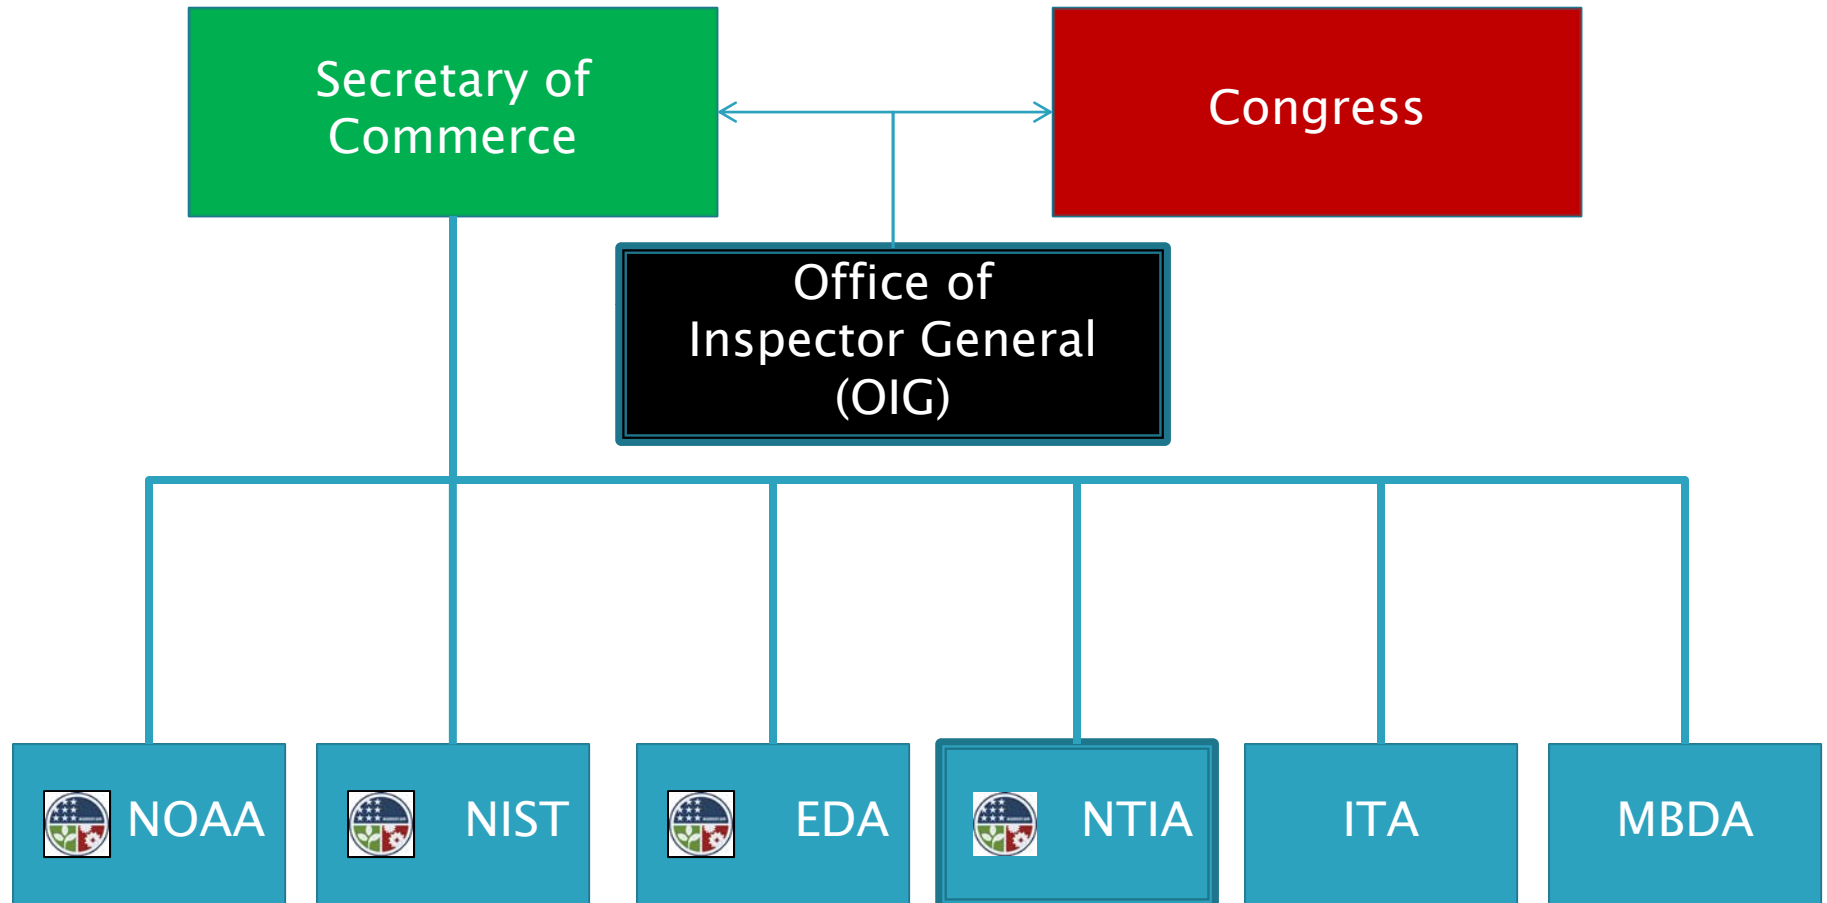 Secretary of
Commerce
Congress
Office of
Inspector General
(OIG)
NOAA
NIST
EDA
NTIA
ITA
MBDA